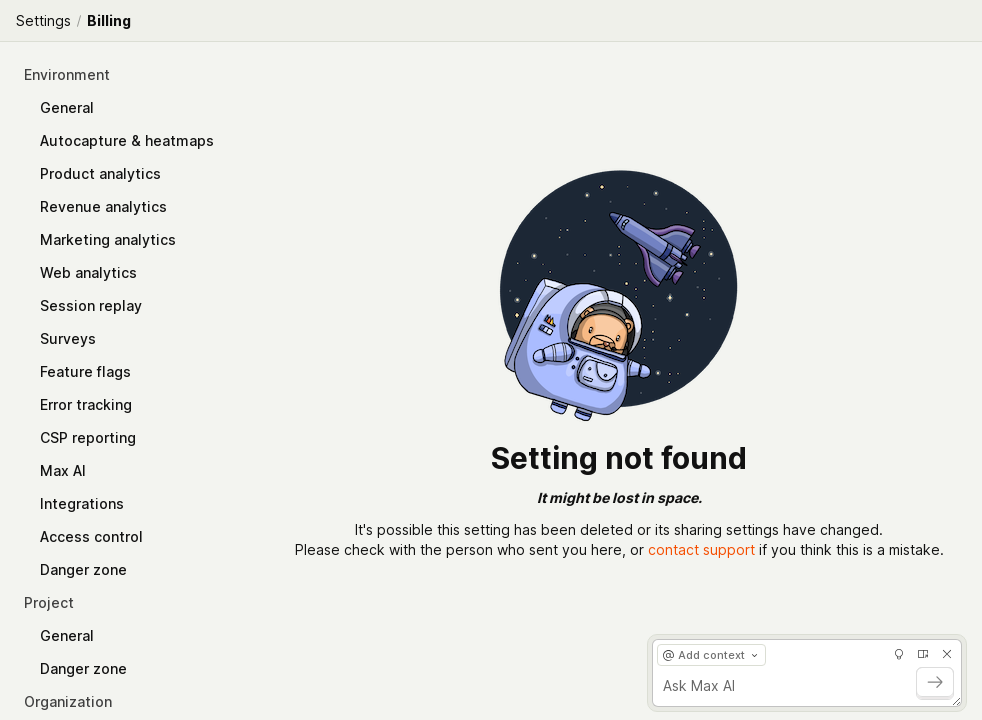 Settings / Billing
Environment
General
Autocapture & heatmaps
Product analytics
Revenue analytics
Marketing analytics
Web analytics
Session replay
Surveys
Feature flags
Error tracking
CSP reporting
Max AI
Integrations
Access control
Danger zone
Project
General
Danger zone
Organization
Setting not found
It might be lost in space.
It's possible this setting has been deleted or its sharing settings have changed.
Please check with the person who sent you here, or contact support if you think this is a mistake.
@ Add context
Ask Max AI